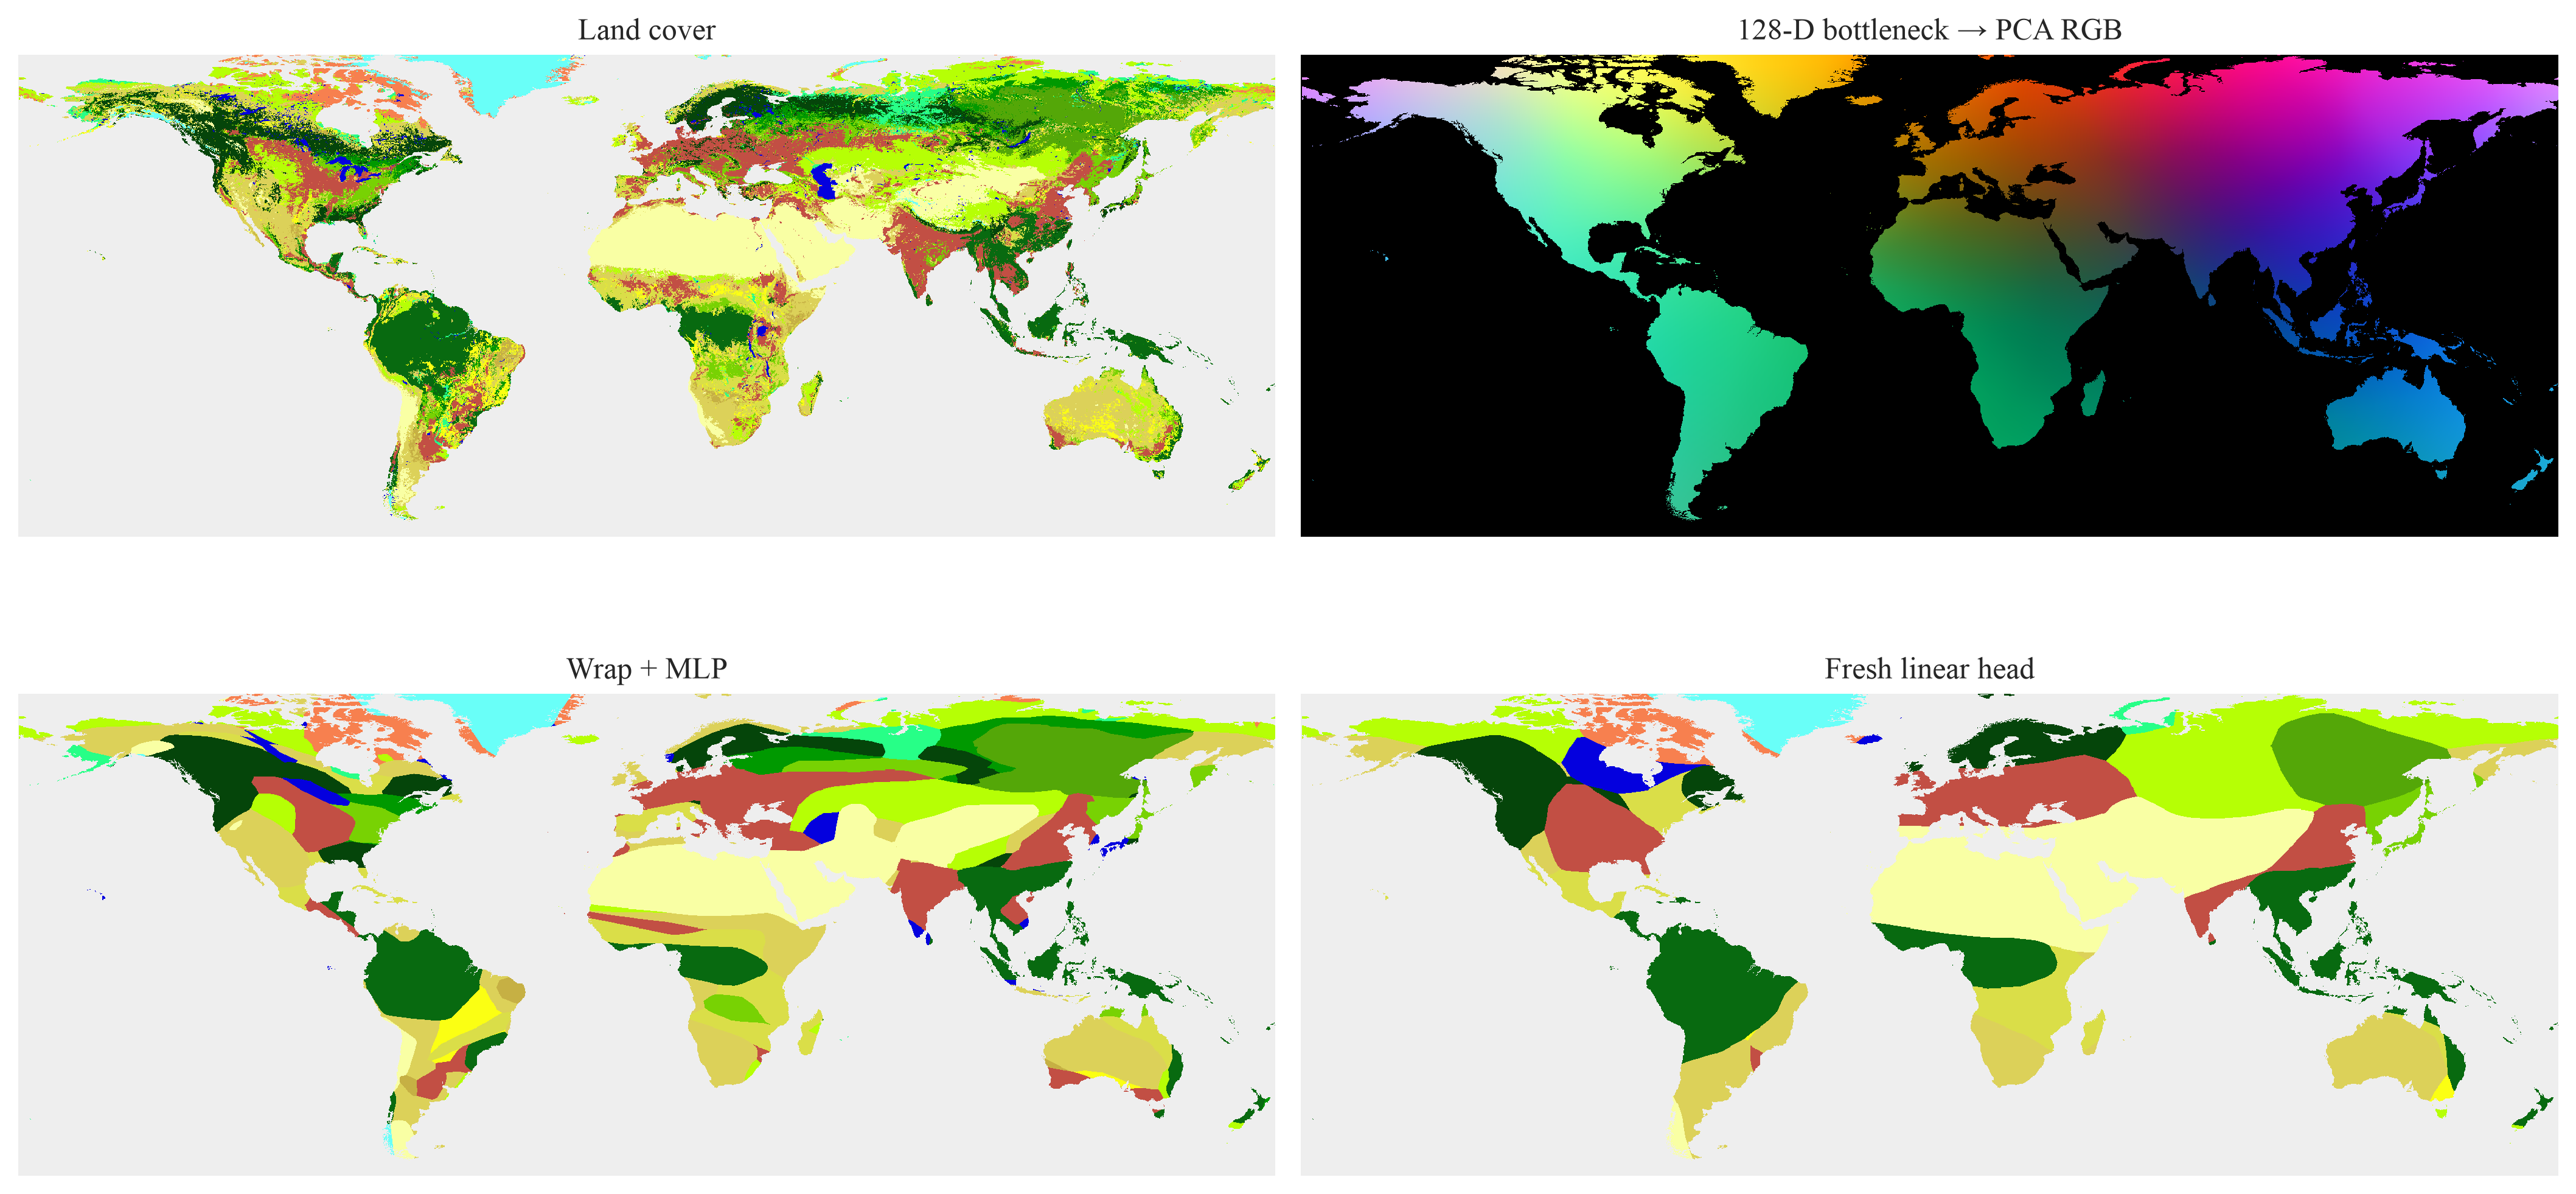 Land cover
128-D bottleneck → PCA RGB
Wrap + MLP
Fresh linear head